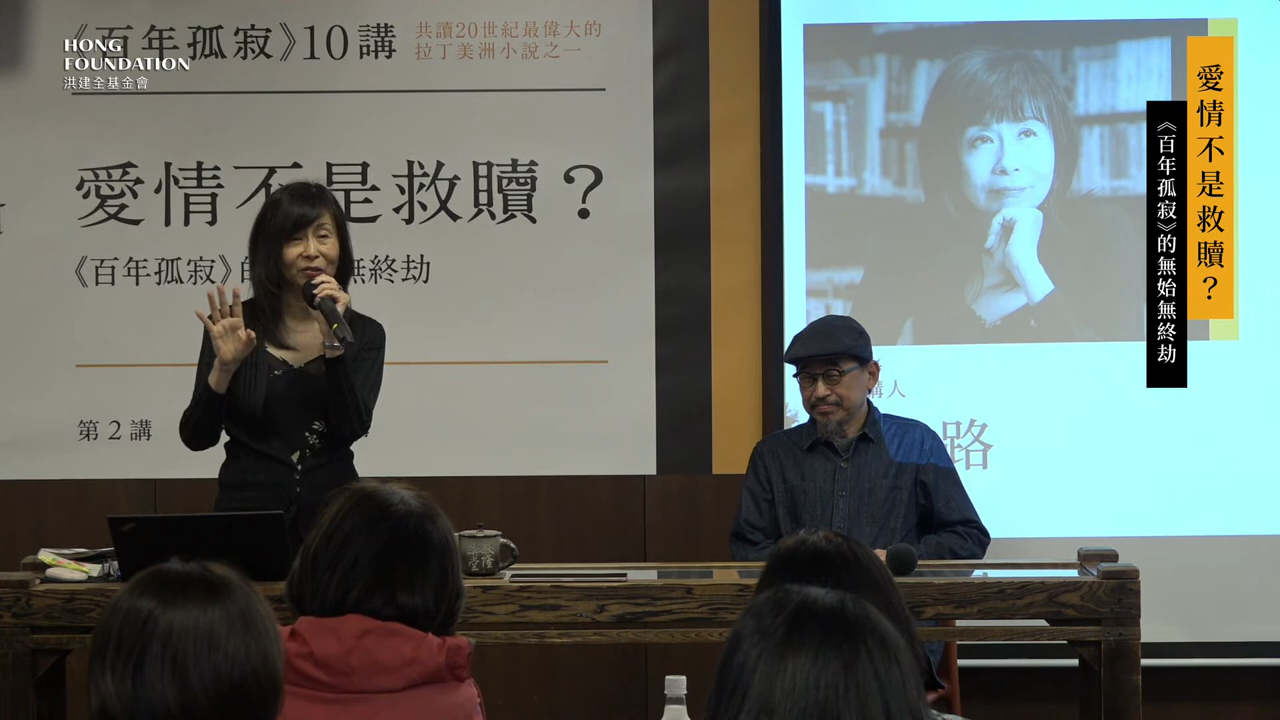 《百年孤寂》10講
共讀20世紀最偉大的
拉丁美洲小說之一
HONG
FOUNDATION
洪建全基金會
愛情不是救贖？
《百年孤寂》的 無終劫
第2講
講人
路
愛情不是救贖？
《百年孤寂》的無始無終劫